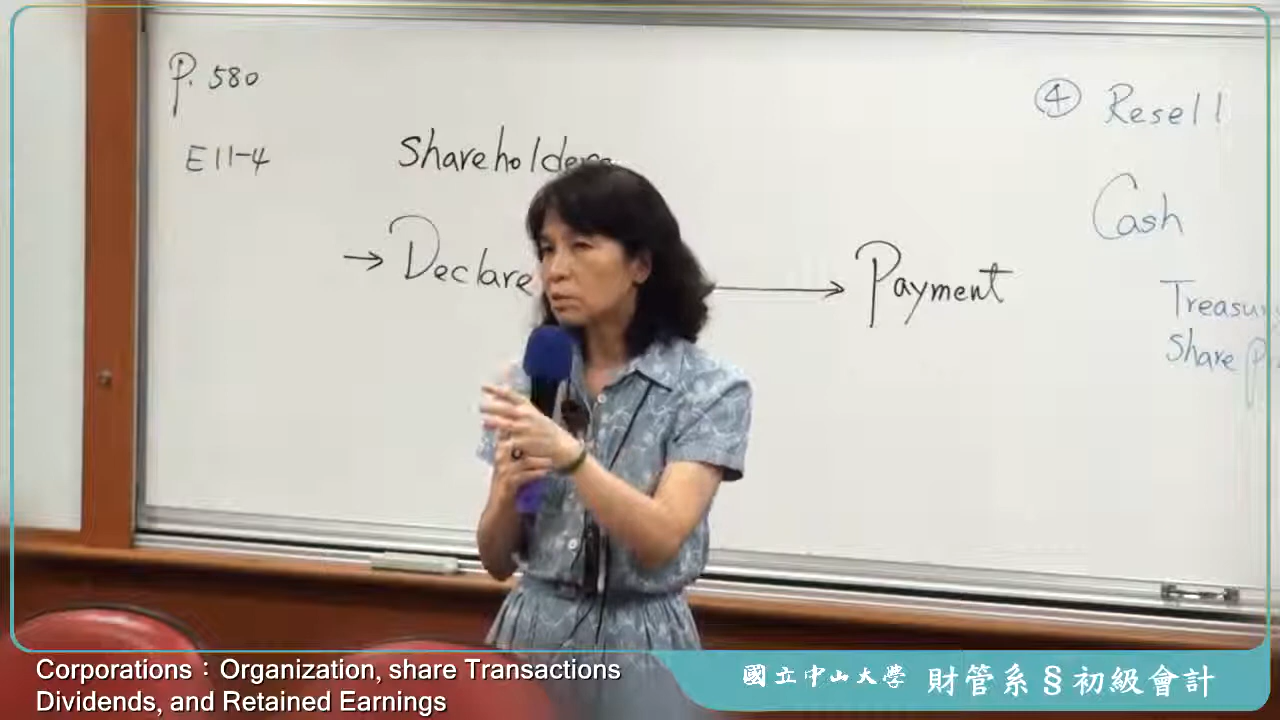 P. 580
E 11-4
Shareholders
→ Declare → Payment
④ Resell
Cash
Treasu
Share
Corporations：Organization, share Transactions
Dividends, and Retained Earnings
國立中山大學 財管系§初級會計